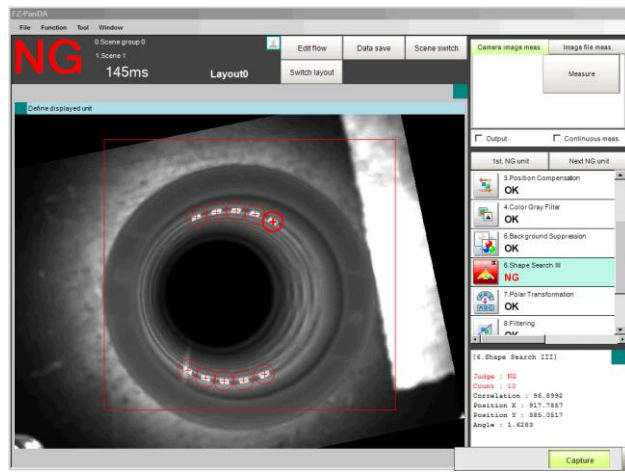 FZ-PanDA
File Function Tool Window
NG
0.Scene group 0
1.Scene 1
145ms
Layout0
Edit flow
Data save
Scene switch
Switch layout
Camera image meas.
Image file meas.
Measure
Define displayed unit
Output
Continuous meas.
1st. NG unit
Next NG unit
3.Position Compensation
OK
4.Color Gray Filter
OK
5.Background Suppression
OK
6.Shape Search III
NG
7.Polar Transformation
OK
ABC
8.Filtering
OK
[6.Shape Search III]
Judge : NG
Count : 10
Correlation : 96.8992
Position X : 917.7857
Position Y : 385.0517
Angle : 1.6283
Capture